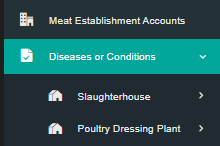 Meat Establishment Accounts
Diseases or Conditions
Slaughterhouse
Poultry Dressing Plant